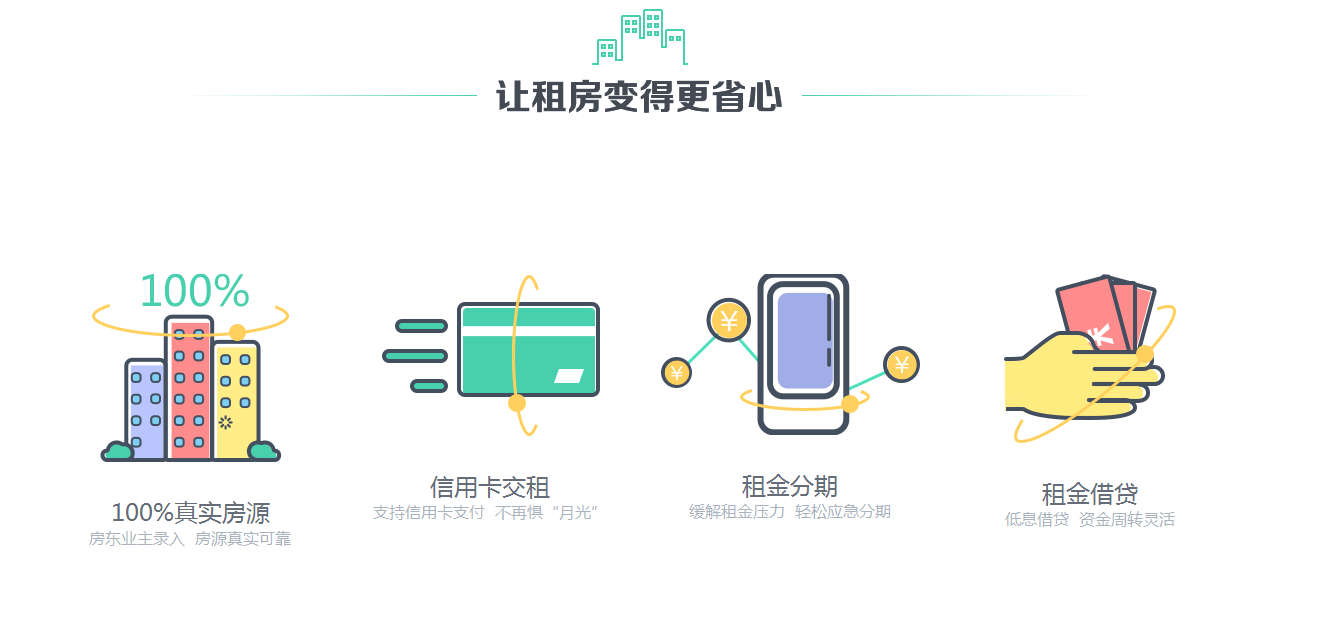 让租房变得更省心
100%
¥
¥
¥
¥
100%真实房源
房东业主录入 房源真实可靠
信用卡交租
支持信用卡支付 不再惧“月光”
租金分期
缓解租金压力 轻松应急分期
租金借贷
低息借贷 资金周转灵活